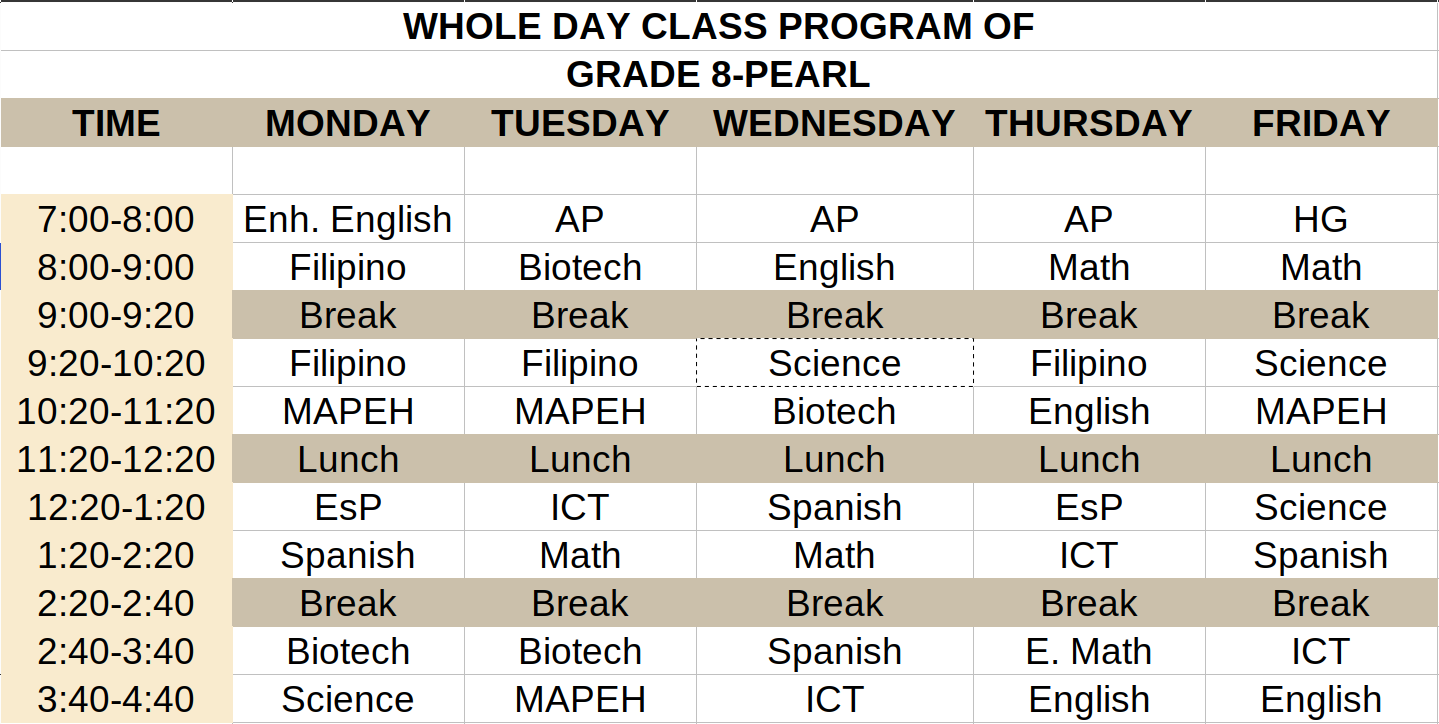 WHOLE DAY CLASS PROGRAM OF
GRADE 8-PEARL
TIME MONDAY TUESDAY WEDNESDAY THURSDAY FRIDAY
7:00-8:00 Enh. English AP AP AP HG
8:00-9:00 Filipino Biotech English Math Math
9:00-9:20 Break Break Break Break Break
9:20-10:20 Filipino Filipino Science Filipino Science
10:20-11:20 MAPEH MAPEH Biotech English MAPEH
11:20-12:20 Lunch Lunch Lunch Lunch Lunch
12:20-1:20 EsP ICT Spanish EsP Science
1:20-2:20 Spanish Math Math ICT Spanish
2:20-2:40 Break Break Break Break Break
2:40-3:40 Biotech Biotech Spanish E. Math ICT
3:40-4:40 Science MAPEH ICT English English